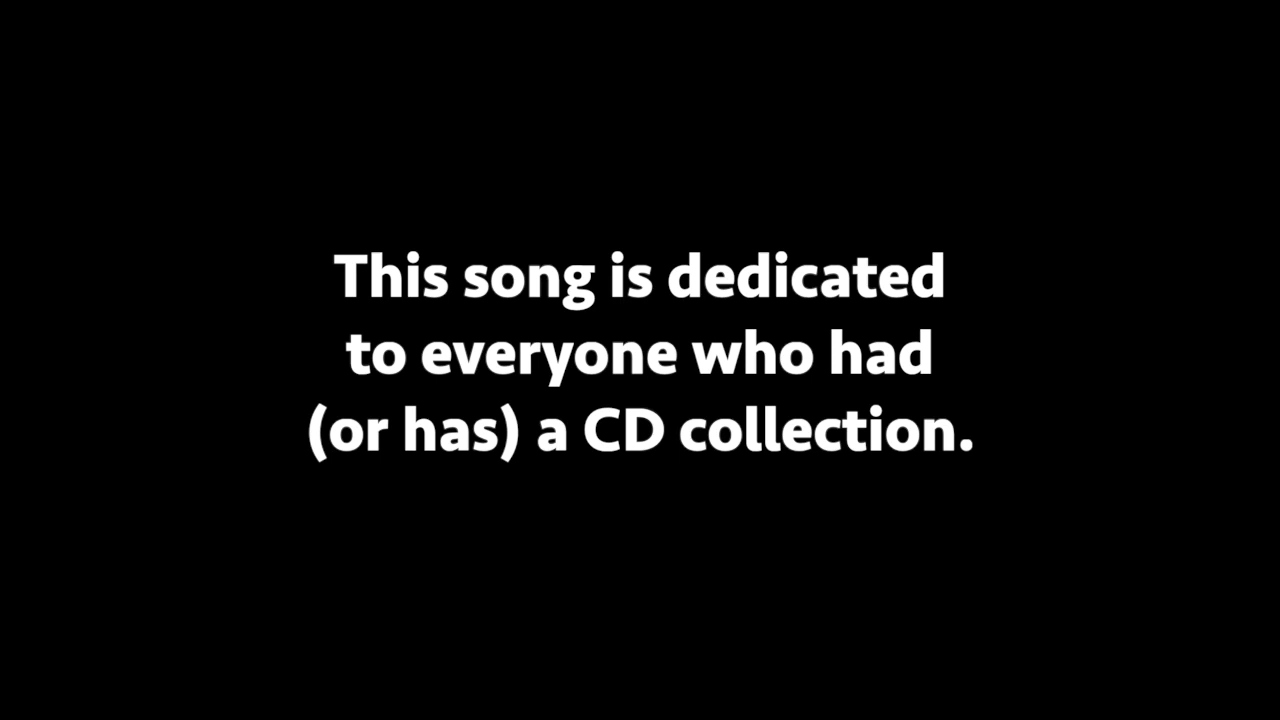 This song is dedicated
to everyone who had
(or has) a CD collection.